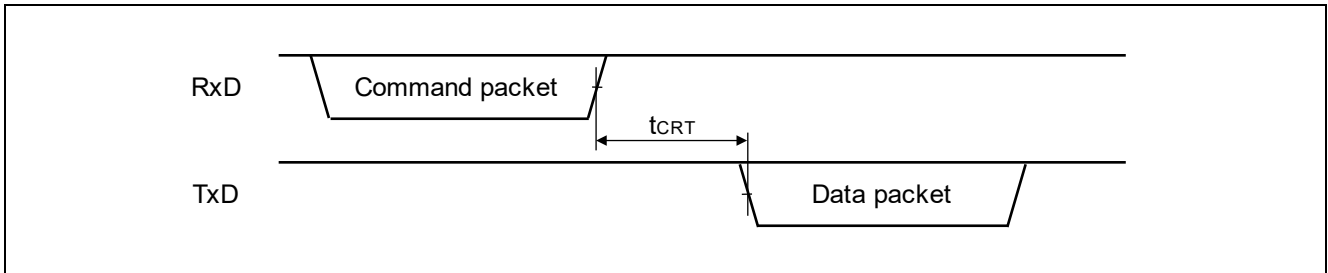 RxD
Command packet
tCRT
TxD
Data packet